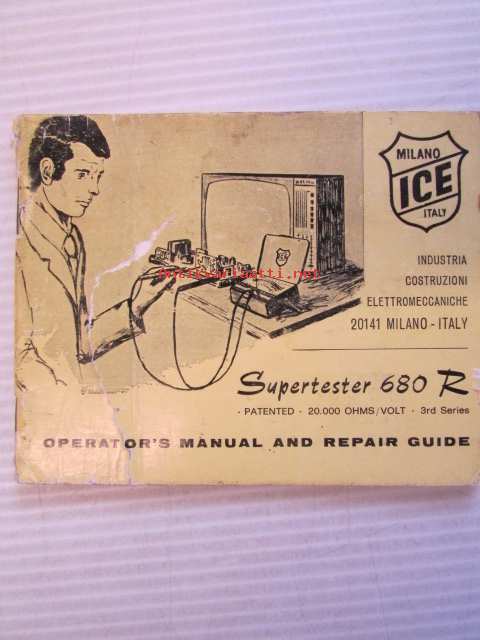 MILANO
ICE
ITALY
INDUSTRIA
COSTRUZIONI
ELETTROMECCANICHE
20141 MILANO - ITALY
Supertester 680 R
- PATENTED - 20.000 OHMS/VOLT - 3rd Series
OPERATOR'S MANUAL AND REPAIR GUIDE